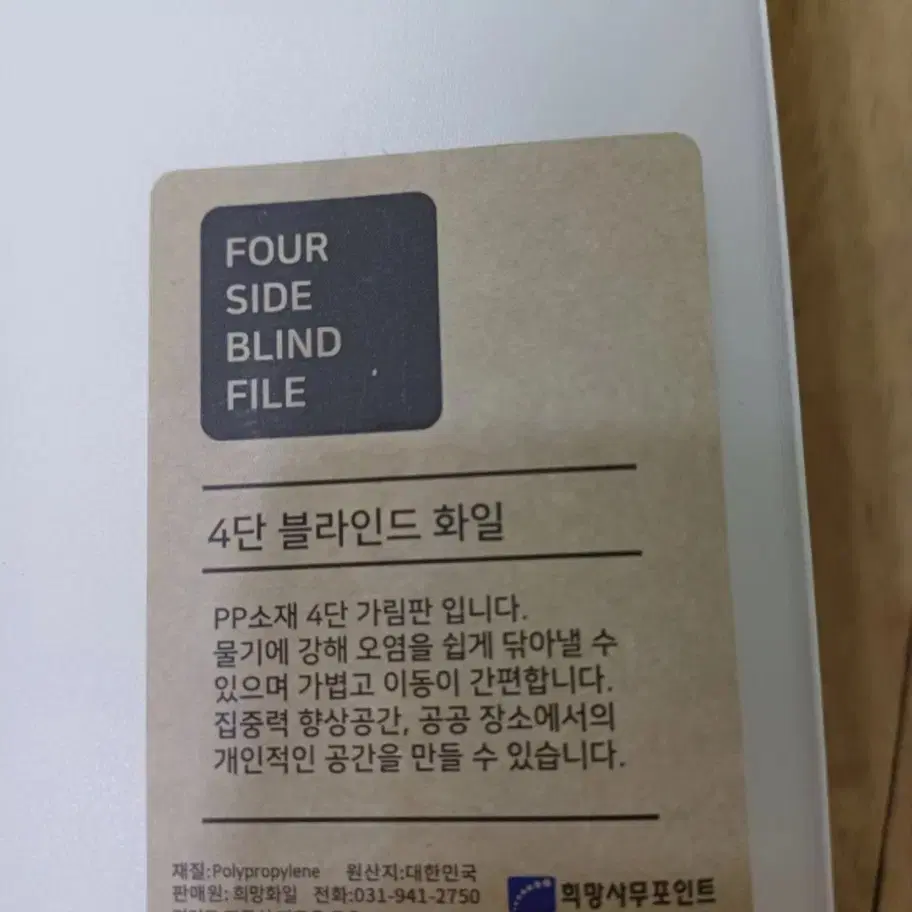 FOUR
SIDE
BLIND
FILE
4단 블라인드 화일
PP소재 4단 가림판 입니다.
물기에 강해 오염을 쉽게 닦아낼 수
있으며 가볍고 이동이 간편합니다.
집중력 향상공간, 공공 장소에서의
개인적인 공간을 만들 수 있습니다.
재질:Polypropylene 원산지:대한민국
판매원:희망화일 전화:031-941-2750
희망사무포인트